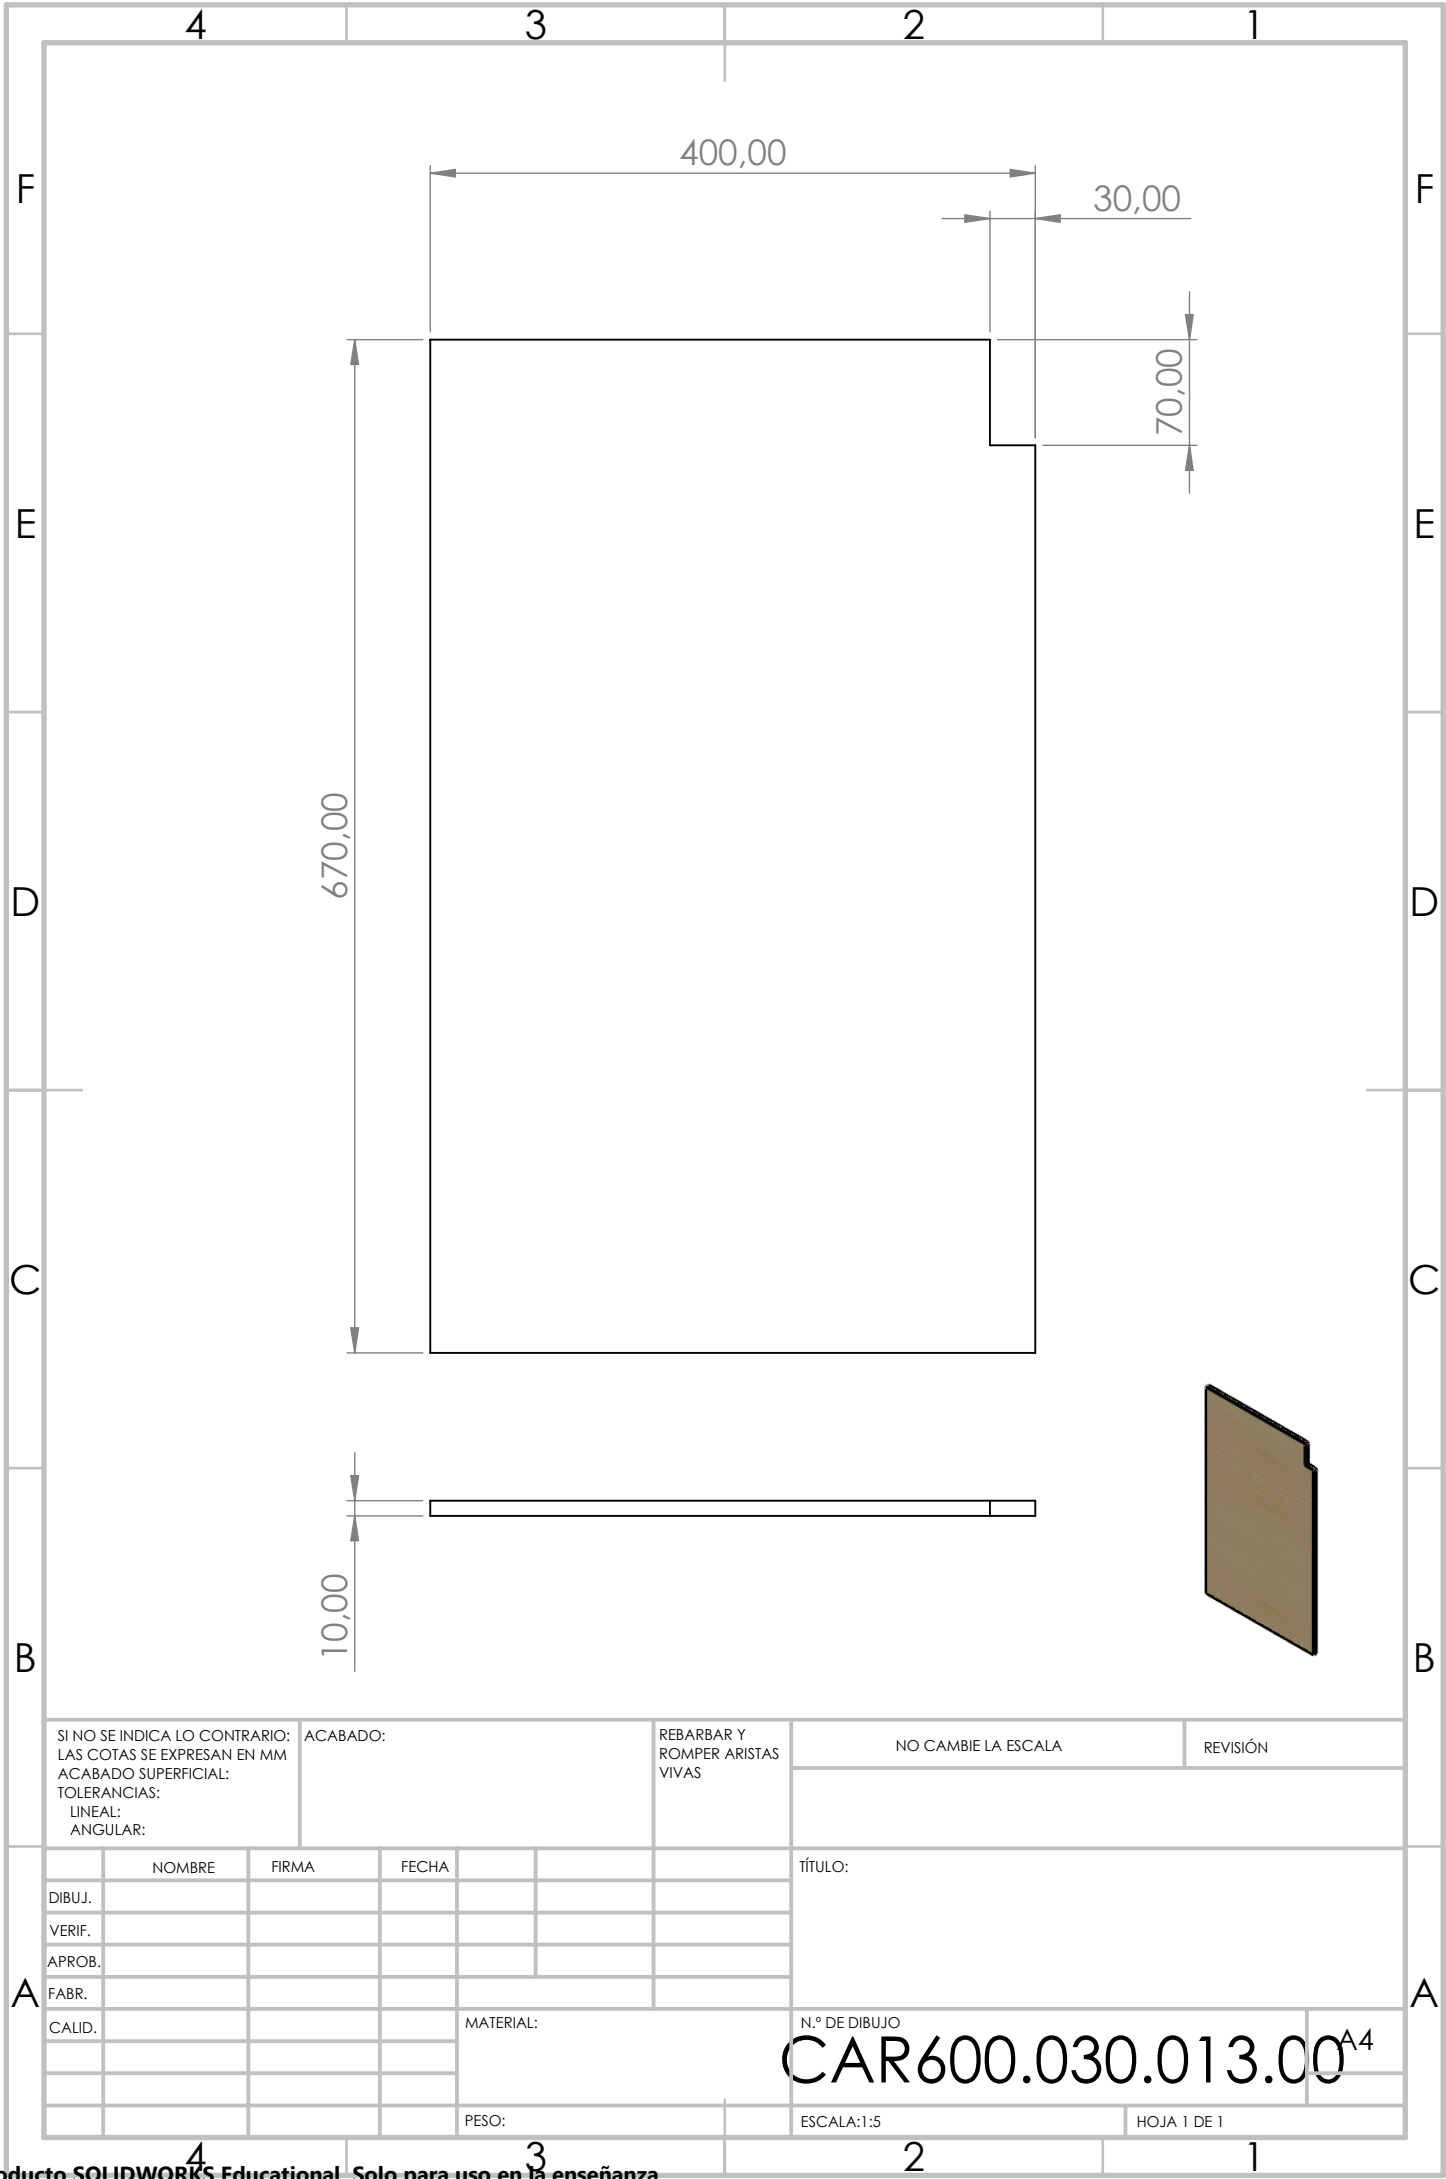 4 3 2 1
400,00
F 30,00 F
70,00
E E
670,00
D D
C C
10,00
B B
SI NO SE INDICA LO CONTRARIO:
LAS COTAS SE EXPRESAN EN MM
ACABADO SUPERFICIAL:
TOLERANCIAS:
LINEAL:
ANGULAR:
ACABADO:
REBARBAR Y
ROMPER ARISTAS
VIVAS
NO CAMBIE LA ESCALA
REVISIÓN
NOMBRE FIRMA FECHA
DIBUJ.
VERIF.
APROB.
FABR.
CALID.
TÍTULO:
A A
MATERIAL:
N.º DE DIBUJO
CAR600.030.013.00
A4
PESO:
ESCALA:1:5
HOJA 1 DE 1
4 3 2 1
SOLIDWORKS Educational. Solo para uso en la enseñanza